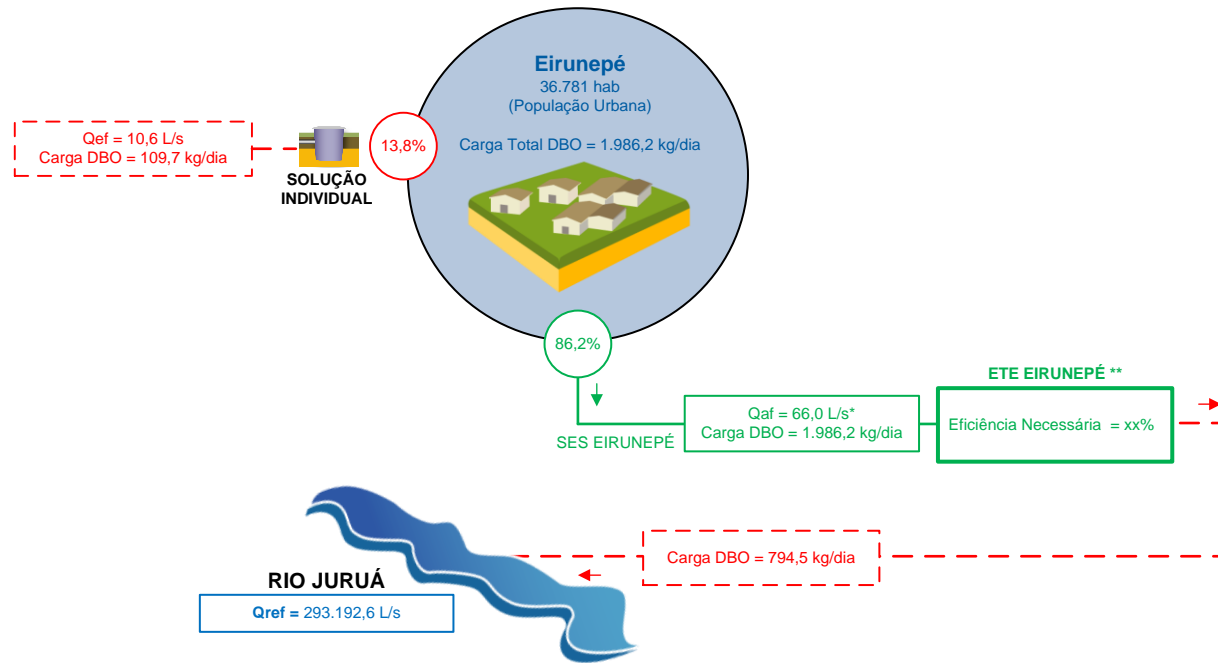 Eirunepé
36.781 hab
(População Urbana)
Carga Total DBO = 1.986,2 kg/dia
Qef = 10,6 L/s
Carga DBO = 109,7 kg/dia
13,8%
SOLUÇÃO
INDIVIDUAL
86,2%
SES EIRUNEPÉ
Qaf = 66,0 L/s*
Carga DBO = 1.986,2 kg/dia
ETE EIRUNEPÉ **
Eficiência Necessária = xx%
Carga DBO = 794,5 kg/dia
RIO JURUÁ
Qref = 293.192,6 L/s